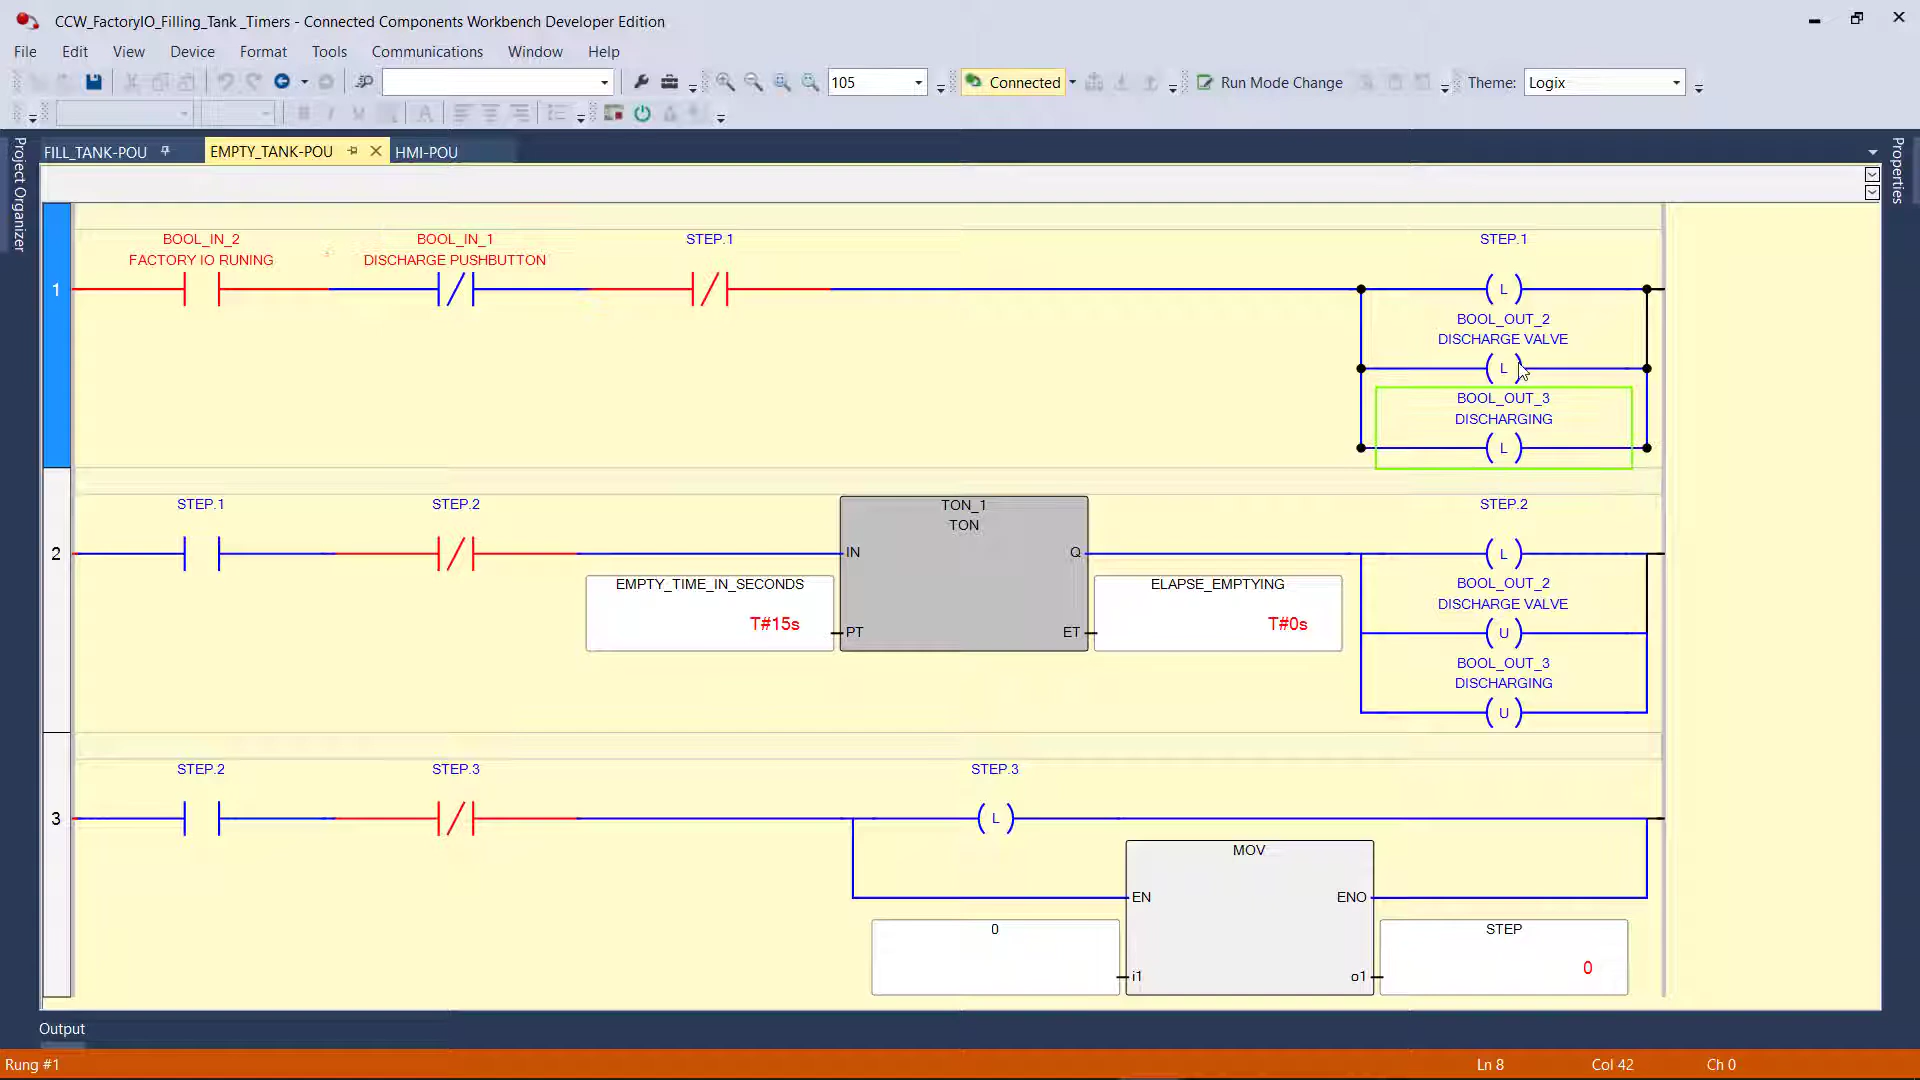 CCW_FactoryIO_Filling_Tank _Timers - Connected Components Workbench Developer Edition
File Edit View Device Format Tools Communications Window Help
105 Connected Run Mode Change Theme: Logix
FILL_TANK-POU EMPTY_TANK-POU HMI-POU
Project Organizer
Properties
BOOL_IN_2 BOOL_IN_1 STEP.1 STEP.1
FACTORY IO RUNING DISCHARGE PUSHBUTTON
1 L
BOOL_OUT_2
DISCHARGE VALVE
L
BOOL_OUT_3
DISCHARGING
L
STEP.1 STEP.2 TON_1 STEP.2
TON
2 IN Q L
EMPTY_TIME_IN_SECONDS ELAPSE_EMPTYING BOOL_OUT_2
DISCHARGE VALVE
T#15s T#0s
PT ET U
BOOL_OUT_3
DISCHARGING
U
STEP.2 STEP.3 STEP.3
3 L
MOV
EN ENO
0 STEP
0
i1 o1
Output
Rung #1 Ln 8 Col 42 Ch 0